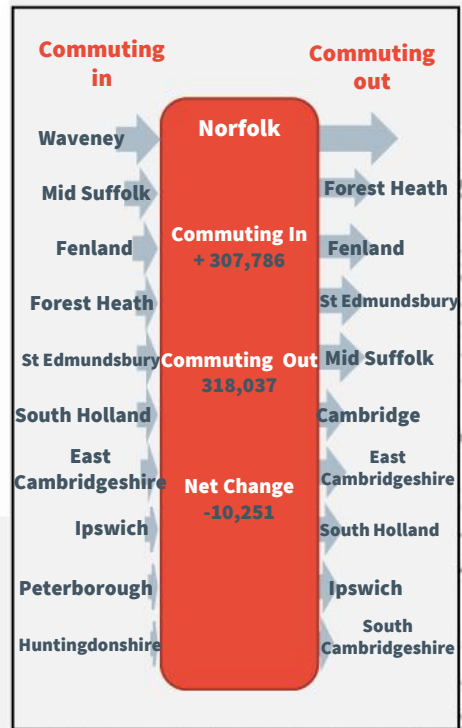 Commuting
in
Commuting
out
Norfolk
Commuting In
+ 307,786
Commuting Out
318,037
Net Change
-10,251
Waveney
Mid Suffolk
Fenland
Forest Heath
St Edmundsbury
South Holland
East
Cambridgeshire
Ipswich
Peterborough
Huntingdonshire
Forest Heath
Fenland
St Edmundsbury
Mid Suffolk
Cambridge
East
Cambridgeshire
South Holland
Ipswich
South
Cambridgeshire